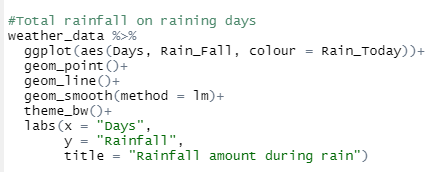 #Total rainfall on raining days
weather_data %>%
  ggplot(aes(Days, Rain_Fall, colour = Rain_Today))+
  geom_point()+
  geom_line()+
  geom_smooth(method = lm)+
  theme_bw()+
  labs(x = "Days",
       y = "Rainfall",
       title = "Rainfall amount during rain")